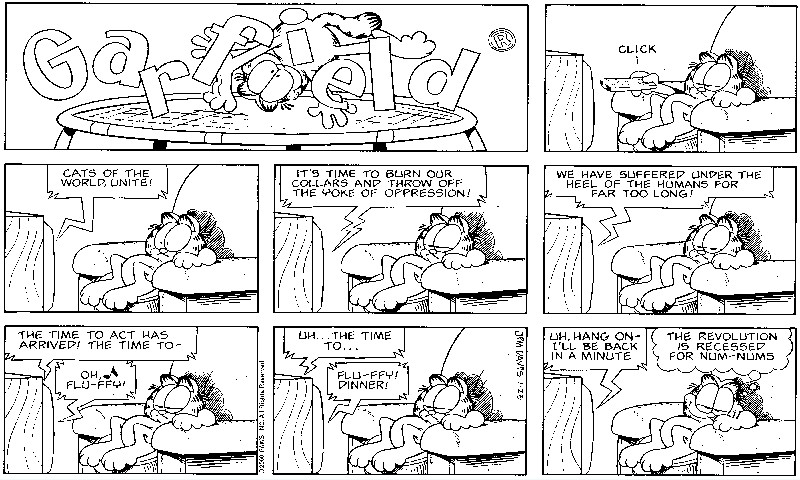 Garfield
®
CLICK
CATS OF THE
WORLD, UNITE!
IT'S TIME TO BURN OUR
COLLARS AND THROW OFF
THE YOKE OF OPPRESSION!
WE HAVE SUFFERED UNDER THE
HEEL OF THE HUMANS FOR
FAR TOO LONG!
THE TIME TO ACT HAS
ARRIVED! THE TIME TO-
OH, ♪
FLU-FFY!
UH...THE TIME
TO...
FLU-FFY!
DINNER!
JIM DAVIS 1·23
UH, HANG ON-
I'LL BE BACK
IN A MINUTE
THE REVOLUTION
IS RECESSED
FOR NUM-NUMS